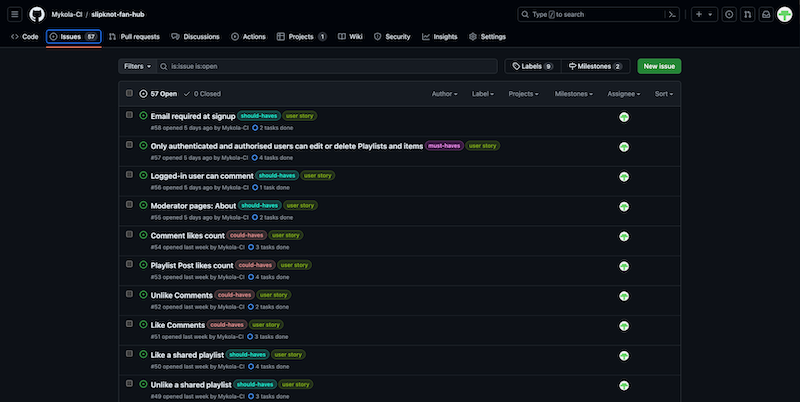 Mykola-CI / slipknot-fan-hub
Type / to search
Code
Issues 57
Pull requests
Discussions
Actions
Projects 1
Wiki
Security
Insights
Settings
Filters
is:issue is:open
Labels 9
Milestones 2
New issue
57 Open
0 Closed
Author
Label
Projects
Milestones
Assignee
Sort
Email required at signup should-haves user story
#58 opened 5 days ago by Mykola-CI 2 tasks done
Only authenticated and authorised users can edit or delete Playlists and items must-haves user story
#57 opened 5 days ago by Mykola-CI 4 tasks done
Logged-in user can comment should-haves user story
#56 opened 5 days ago by Mykola-CI 1 task done
Moderator pages: About should-haves user story
#55 opened 5 days ago by Mykola-CI 2 tasks done
Comment likes count could-haves user story
#54 opened last week by Mykola-CI 3 tasks done
Playlist Post likes count could-haves user story
#53 opened last week by Mykola-CI 4 tasks done
Unlike Comments could-haves user story
#52 opened last week by Mykola-CI 2 tasks done
Like Comments could-haves user story
#51 opened last week by Mykola-CI 3 tasks done
Like a shared playlist should-haves user story
#50 opened last week by Mykola-CI 4 tasks done
Unlike a shared playlist should-haves user story
#49 opened last week by Mykola-CI 3 tasks done